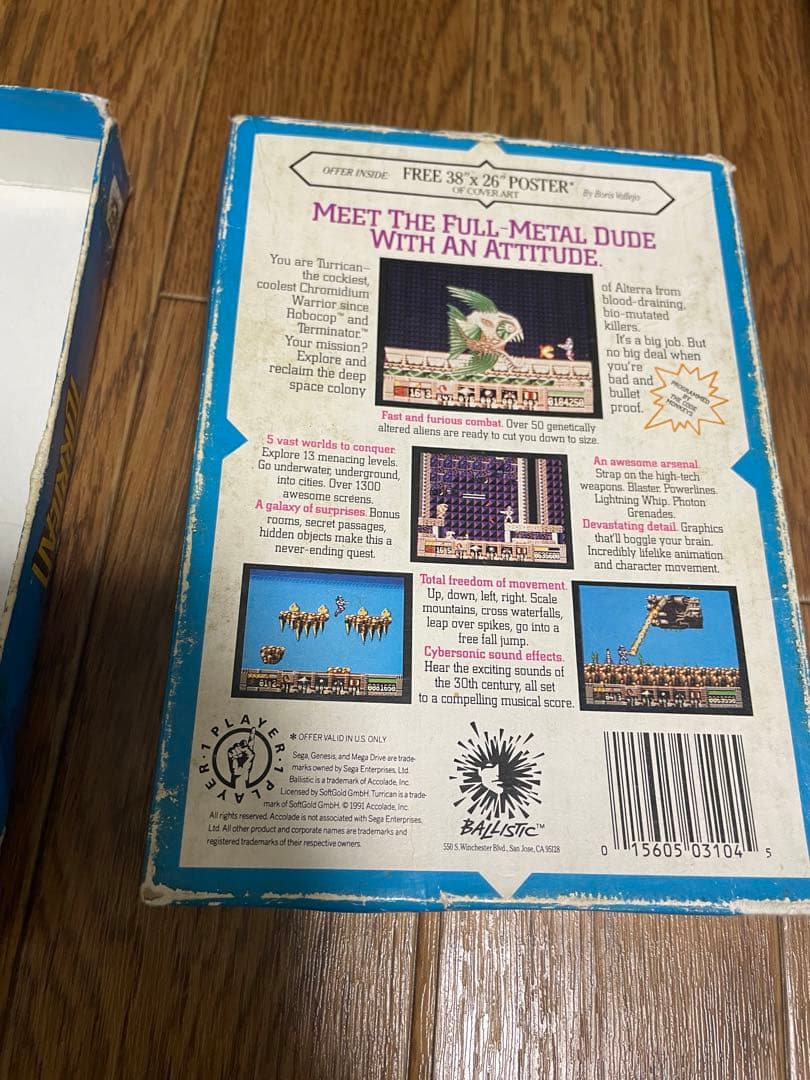 OFFER INSIDE: FREE 38"x 26" POSTER*
OF COVER ART
By Boris Vallejo
MEET THE FULL-METAL DUDE
WITH AN ATTITUDE.
You are Turrican–
the cockiest,
coolest Chromidium
Warrior since
Robocop™ and
Terminator.™
Your mission?
Explore and
reclaim the deep
space colony
of Alterra from
blood-draining,
bio-mutated
killers.
It's a big job. But
no big deal when
you're
bad and
bullet
proof.
PROGRAMMED
BY
THE CODE
MONKEYS
Fast and furious combat. Over 50 genetically
altered aliens are ready to cut you down to size.
5 vast worlds to conquer.
Explore 13 menacing levels.
Go underwater, underground,
into cities. Over 1300
awesome screens.
A galaxy of surprises. Bonus
rooms, secret passages,
hidden objects make this a
never-ending quest.
An awesome arsenal.
Strap on the high-tech
weapons. Blaster. Powerlines.
Lightning Whip. Photon
Grenades.
Devastating detail. Graphics
that'll boggle your brain.
Incredibly lifelike animation
and character movement.
Total freedom of movement.
Up, down, left, right. Scale
mountains, cross waterfalls,
leap over spikes, go into a
free fall jump.
Cybersonic sound effects.
Hear the exciting sounds of
the 30th century, all set
to a compelling musical score.
1 PLAYER · 1 PLAYER ·
* OFFER VALID IN U.S. ONLY
Sega, Genesis, and Mega Drive are trade-
marks owned by Sega Enterprises, Ltd.
Ballistic is a trademark of Accolade, Inc.
Licensed by SoftGold GmbH. Turrican is a trade-
mark of SoftGold GmbH. © 1991 Accolade, Inc.
All rights reserved. Accolade is not associated with Sega Enterprises,
Ltd. All other product and corporate names are trademarks and
registered trademarks of their respective owners.
BALLISTIC™
550 S. Winchester Blvd., San Jose, CA 95128
0 15605 03104 5